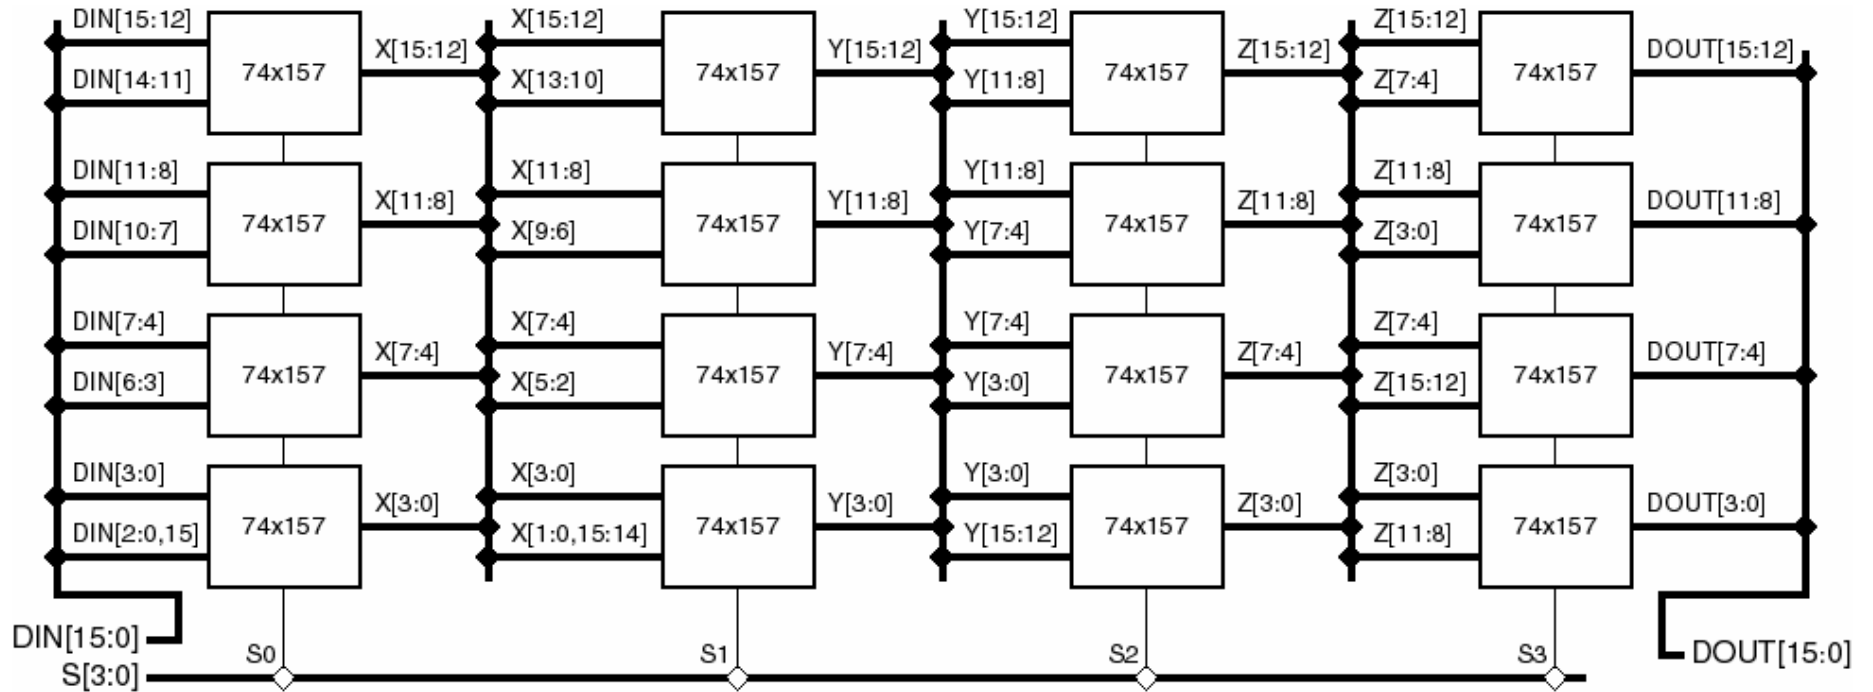 DIN[15:12] X[15:12] Y[15:12] Z[15:12]
74x157 X[15:12] 74x157 Y[15:12] 74x157 Z[15:12] 74x157 DOUT[15:12]
DIN[14:11] X[13:10] Y[11:8] Z[7:4]
DIN[11:8] X[11:8] Y[11:8] Z[11:8]
74x157 X[11:8] 74x157 Y[11:8] 74x157 Z[11:8] 74x157 DOUT[11:8]
DIN[10:7] X[9:6] Y[7:4] Z[3:0]
DIN[7:4] X[7:4] Y[7:4] Z[7:4]
74x157 X[7:4] 74x157 Y[7:4] 74x157 Z[7:4] 74x157 DOUT[7:4]
DIN[6:3] X[5:2] Y[3:0] Z[15:12]
DIN[3:0] X[3:0] Y[3:0] Z[3:0]
74x157 X[3:0] 74x157 Y[3:0] 74x157 Z[3:0] 74x157 DOUT[3:0]
DIN[2:0,15] X[1:0,15:14] Y[15:12] Z[11:8]
DIN[15:0] S0 S1 S2 S3 DOUT[15:0]
S[3:0]